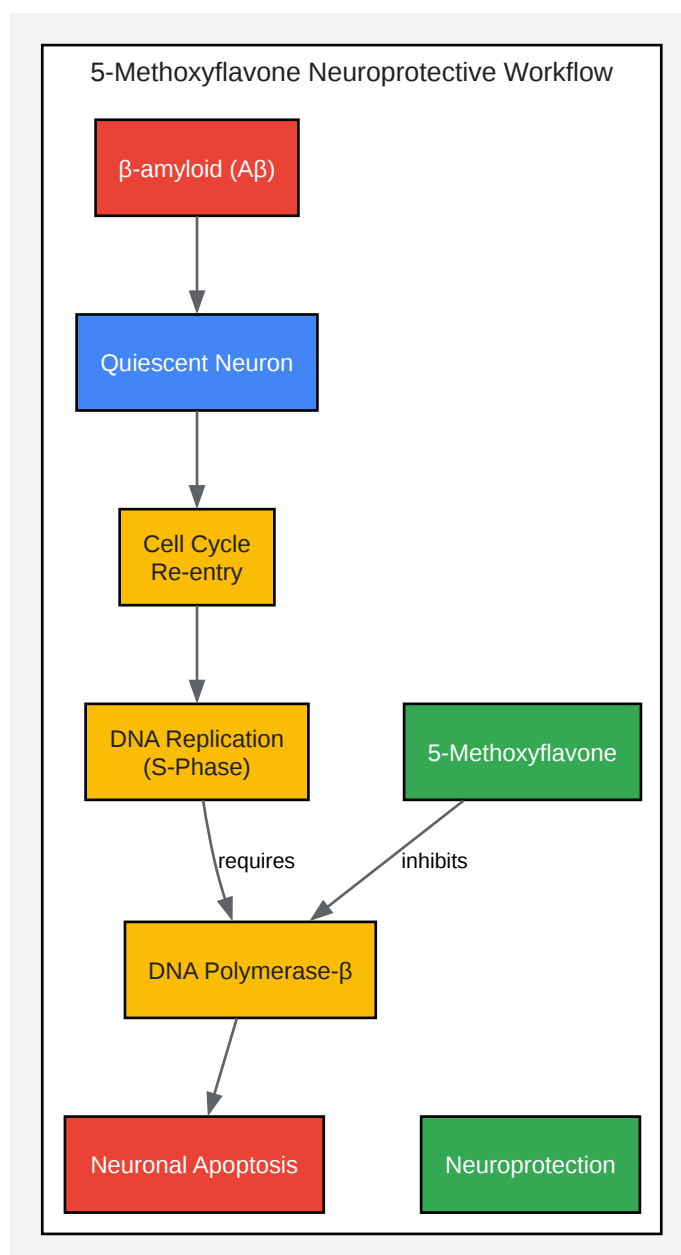 5-Methoxyflavone Neuroprotective Workflow
β-amyloid (Aβ)
Quiescent Neuron
Cell Cycle
Re-entry
DNA Replication
(S-Phase)
5-Methoxyflavone
requires
inhibits
DNA Polymerase-β
Neuronal Apoptosis
Neuroprotection